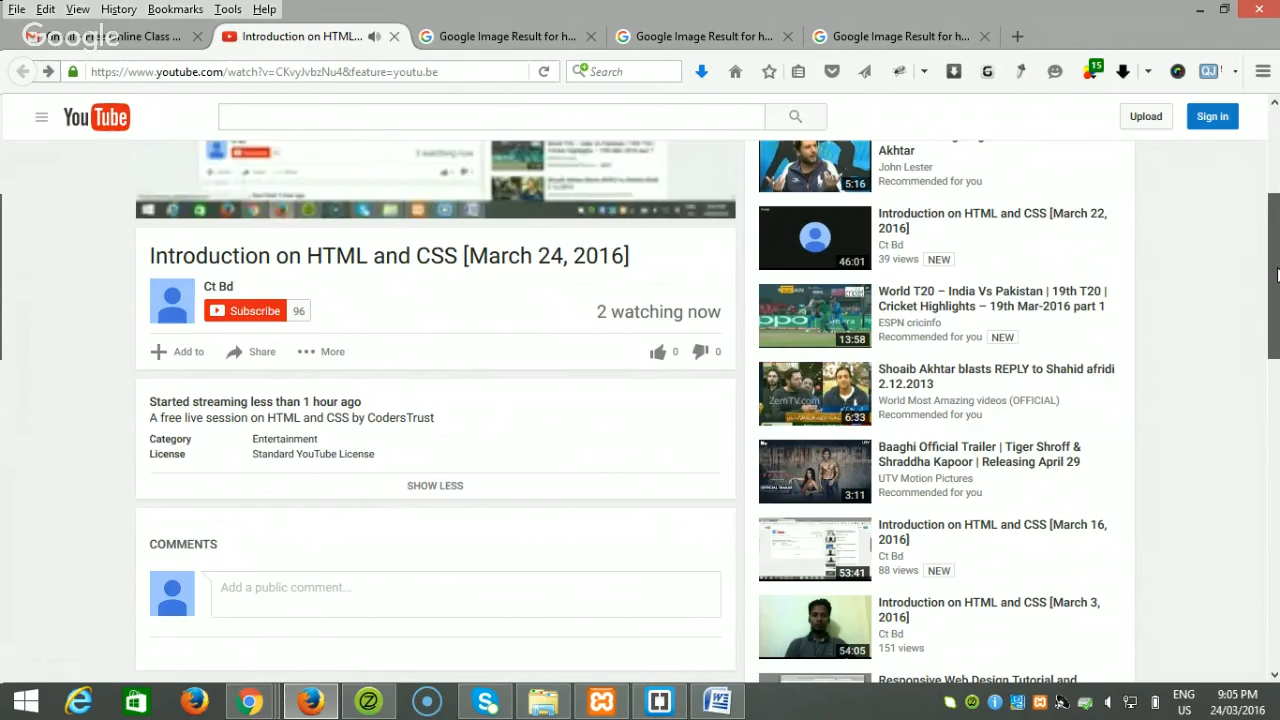 File Edit View History Bookmarks Tools Help
Google
nline Class ...
Introduction on HTML...
Google Image Result for h...
Google Image Result for h...
Google Image Result for h...
https://www.youtube.com/watch?v=CKvyJvbzNu4&feature=youtu.be
Search
15
QJ
YouTube
Upload
Sign in
2 watching now
Introduction on HTML and CSS [March 24, 2016]
Ct Bd
Subscribe 96
2 watching now
Add to Share More 0 0
Started streaming less than 1 hour ago
A free live session on HTML and CSS by CodersTrust
Category Entertainment
License Standard YouTube License
SHOW LESS
COMMENTS
Add a public comment...
Akhtar
John Lester
Recommended for you
5:16
Introduction on HTML and CSS [March 22,
2016]
Ct Bd
39 views NEW
46:01
World T20 – India Vs Pakistan | 19th T20 |
Cricket Highlights – 19th Mar-2016 part 1
ESPN cricinfo
Recommended for you NEW
13:58
Shoaib Akhtar blasts REPLY to Shahid afridi
2.12.2013
World Most Amazing videos (OFFICIAL)
Recommended for you
ZemTV.com
6:33
Baaghi Official Trailer | Tiger Shroff &
Shraddha Kapoor | Releasing April 29
UTV Motion Pictures
Recommended for you
3:11
Introduction on HTML and CSS [March 16,
2016]
Ct Bd
88 views NEW
53:41
Introduction on HTML and CSS [March 3,
2016]
Ct Bd
151 views
54:05
Responsive Web Design Tutorial and
ENG
US
9:05 PM
24/03/2016